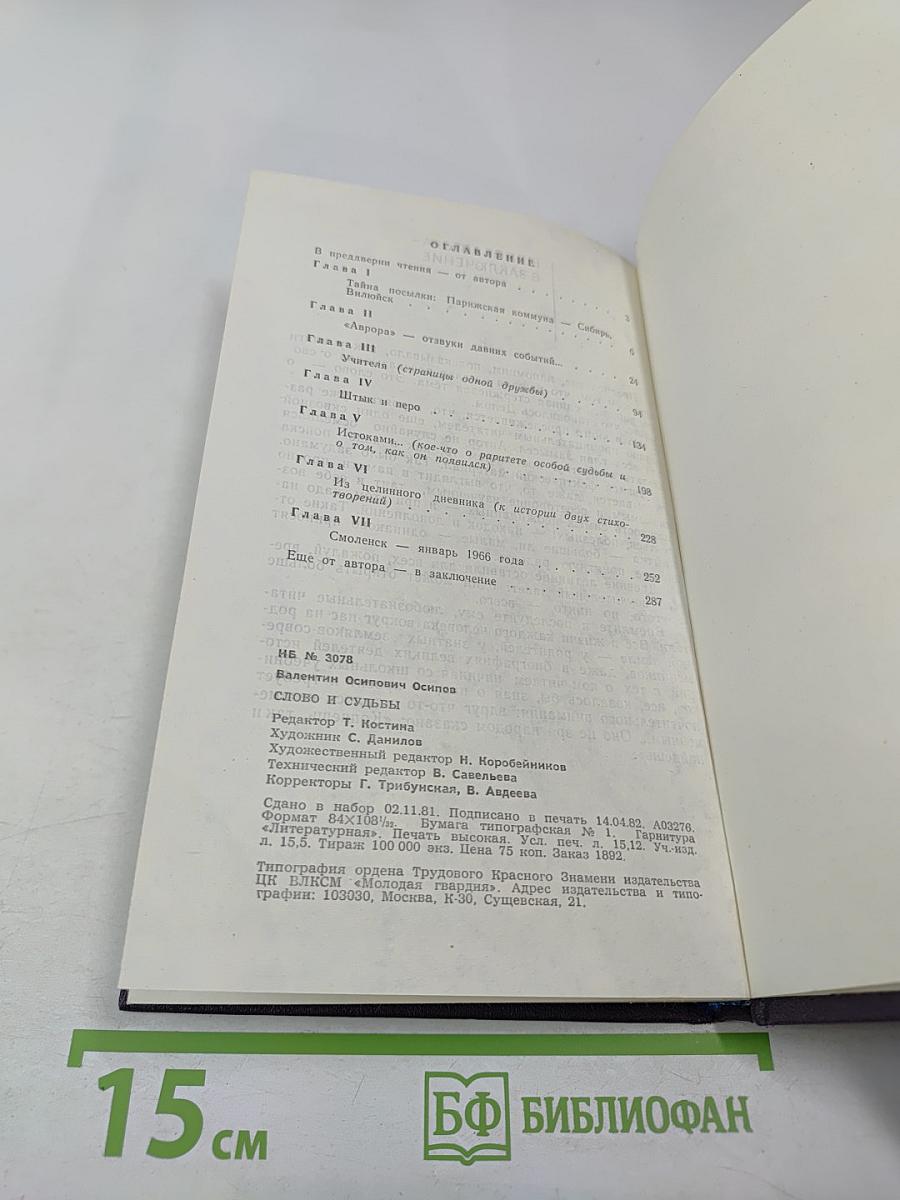 ОГЛАВЛЕНИЕ
В преддверии чтения — от автора . . . . . . . . 3
Глава I
Тайна посылки: Парижская коммуна — Сибирь,
Вилюйск . . . . . . . . . . . . 6
Глава II
«Аврора» — отзвуки давних событий... . . . . 24
Глава III
Учителя (страницы одной дружбы) . . . . . . 94
Глава IV
Штык и перо . . . . . . . . . . . 134
Глава V
Истоками... (кое-что о раритете особой судьбы и
о том, как он появился) . . . . . . . . . 198
Глава VI
Из целинного дневника (к истории двух стихо-
творений) . . . . . . . . . . . . 228
Глава VII
Смоленск — январь 1966 года . . . . . . . 252
Еще от автора — в заключение . . . . . . . . 287
ИБ № 3078
Валентин Осипович Осипов
СЛОВО И СУДЬБЫ
Редактор Т. Костина
Художник С. Данилов
Художественный редактор Н. Коробейников
Технический редактор В. Савельева
Корректоры Г. Трибунская, В. Авдеева
Сдано в набор 02.11.81. Подписано в печать 14.04.82. А03276.
Формат 84×108¹/₃₂. Бумага типографская № 1. Гарнитура
«Литературная». Печать высокая. Усл. печ. л. 15,12. Уч.-изд.
л. 15,5. Тираж 100 000 экз. Цена 75 коп. Заказ 1892.
Типография ордена Трудового Красного Знамени издательства
ЦК ВЛКСМ «Молодая гвардия». Адрес издательства и типо-
графии: 103030, Москва, К-30, Сущевская, 21.
15 см
БФ БИБЛИОФАН